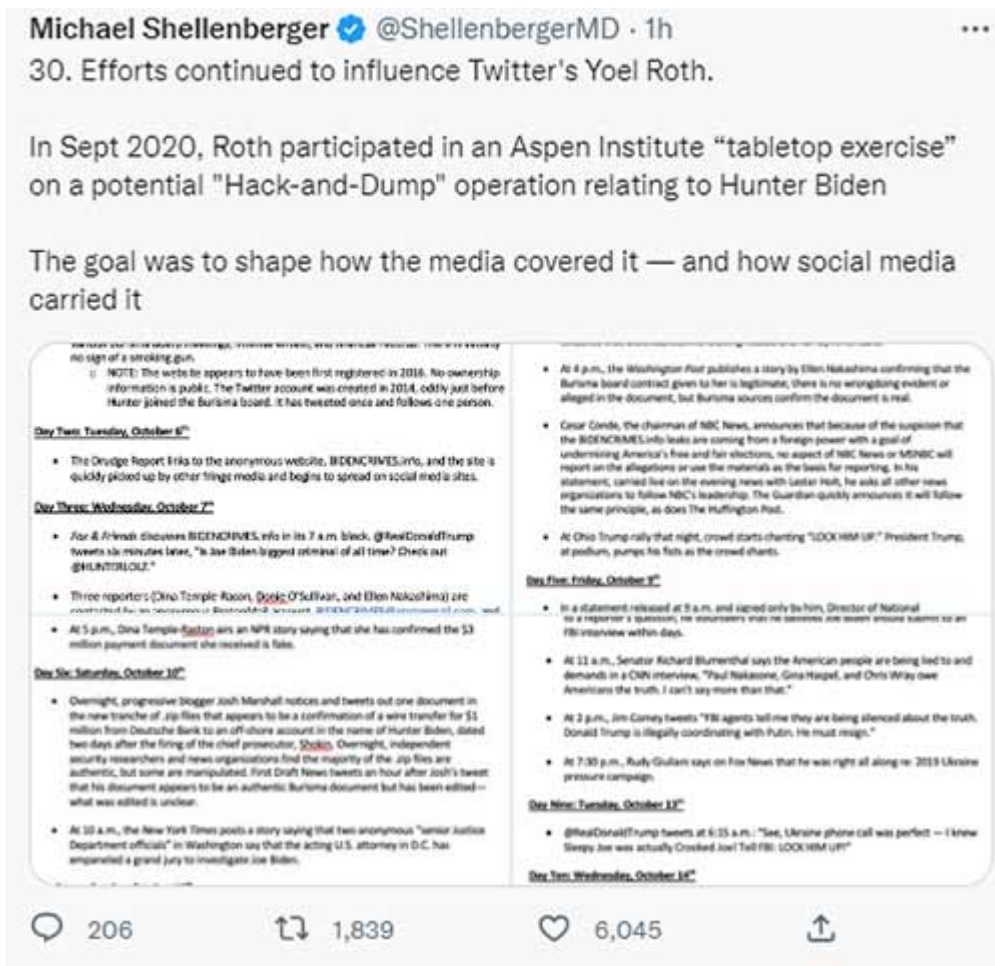 Michael Shellenberger @ShellenbergerMD · 1h
30. Efforts continued to influence Twitter's Yoel Roth.
In Sept 2020, Roth participated in an Aspen Institute “tabletop exercise”
on a potential "Hack-and-Dump" operation relating to Hunter Biden
The goal was to shape how the media covered it — and how social media
carried it
no sign of a smoking gun.
NOTE: The website appears to have been first registered in 2016. No ownership
information is public. The Twitter account was created in 2014, oddly just before
Hunter joined the Burisma board. It has tweeted once and follows one person.
Day Two: Tuesday, October 6th
• The Drudge Report links to the anonymous website, BIDENCRIMES.info, and the site is
quickly picked up by other fringe media and begins to spread on social media sites.
Day Three: Wednesday, October 7th
• Fox & Friends discusses BIDENCRIMES.info in its 7 a.m. block. @RealDonaldTrump
tweets six minutes later, "Is Joe Biden biggest criminal of all time? Check out
• Three reporters (Dina Temple-Raston, Donie O'Sullivan, and Ellen Nakashima) are
• At 4 p.m., the Washington Post publishes a story by Ellen Nakashima confirming that the
Burisma board contract given to her is legitimate; there is no wrongdoing evident or
alleged in the document, but Burisma sources confirm the document is real.
• Cesar Conde, the chairman of NBC News, announces that because of the suspicion that
the BIDENCRIMES.info leaks are coming from a foreign power with a goal of
undermining America's free and fair elections, no aspect of NBC News or MSNBC will
report on the allegations or use the materials as the basis for reporting. In his
statement, carried live on the evening news with Lester Holt, he asks all other news
organizations to follow NBC's leadership. The Guardian quickly announces it will follow
the same principle, as does The Huffington Post.
• At Ohio Trump rally that night, crowd starts chanting "LOCK HIM UP." President Trump,
at podium, pumps his fists as the crowd chants.
Day Five: Friday, October 9th
• In a statement released at 9 a.m. and signed only by him, Director of National
• At 5 p.m., Dina Temple-Raston airs an NPR story saying that she has confirmed the $3
million payment document she received is fake.
Day Six: Saturday, October 10th
• Overnight, progressive blogger Josh Marshall notices and tweets out one document in
the new tranche of .zip files that appears to be a confirmation of a wire transfer for $1
million from Deutsche Bank to an off-shore account in the name of Hunter Biden, dated
two days after the firing of the chief prosecutor, Shokin. Overnight, independent
security researchers and news organizations find the majority of the .zip files are
authentic, but some are manipulated. First Draft News tweets an hour after Josh's tweet
that his document appears to be an authentic Burisma document but has been edited—
what was edited is unclear.
• At 10 a.m., the New York Times posts a story saying that two anonymous "senior Justice
Department officials" in Washington say that the acting U.S. attorney in D.C. has
empaneled a grand jury to investigate Joe Biden.
to a reporter's question, he volunteers that he believes Joe Biden should submit to an
FBI interview within days.
• At 11 a.m., Senator Richard Blumenthal says the American people are being lied to and
demands in a CNN interview, "Paul Nakasone, Gina Haspel, and Chris Wray owe
Americans the truth. I can't say more than that."
• At 2 p.m., Jim Comey tweets "FBI agents tell me they are being silenced about the truth.
Donald Trump is illegally coordinating with Putin. He must resign."
• At 7:30 p.m., Rudy Giuliani says on Fox News that he was right all along re: 2019 Ukraine
pressure campaign.
Day Nine: Tuesday, October 13th
• @RealDonaldTrump tweets at 6:15 a.m.: "See, Ukraine phone call was perfect — I knew
Sleepy Joe was actually Crooked Joe! Tell FBI: LOCK HIM UP!"
Day Ten: Wednesday, October 14th
206 1,839 6,045